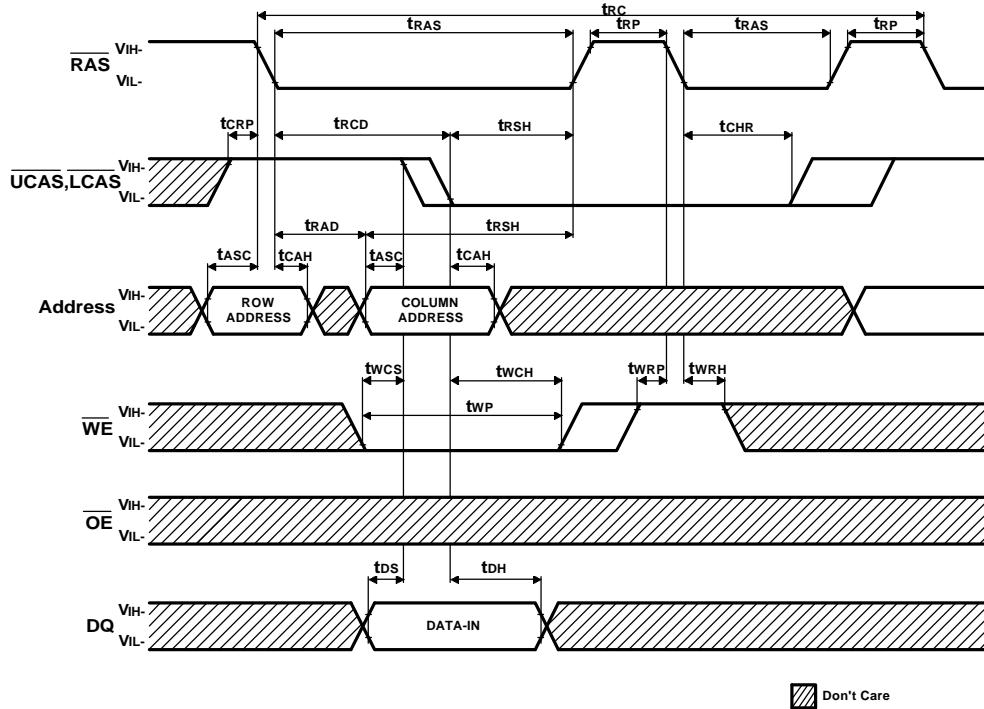 tRC
tRAS tRP tRAS tRP
RAS VIH-
VIL-
tCRP tRCD tRSH tCHR
UCAS,LCAS VIH-
VIL-
tRAD tRSH
tASC tCAH tASC tCAH
Address VIH-
VIL-
ROW
ADDRESS
COLUMN
ADDRESS
tWCS tWCH tWRP tWRH
tWP
WE VIH-
VIL-
OE VIH-
VIL-
tDS tDH
DQ VIH-
VIL-
DATA-IN
Don't Care